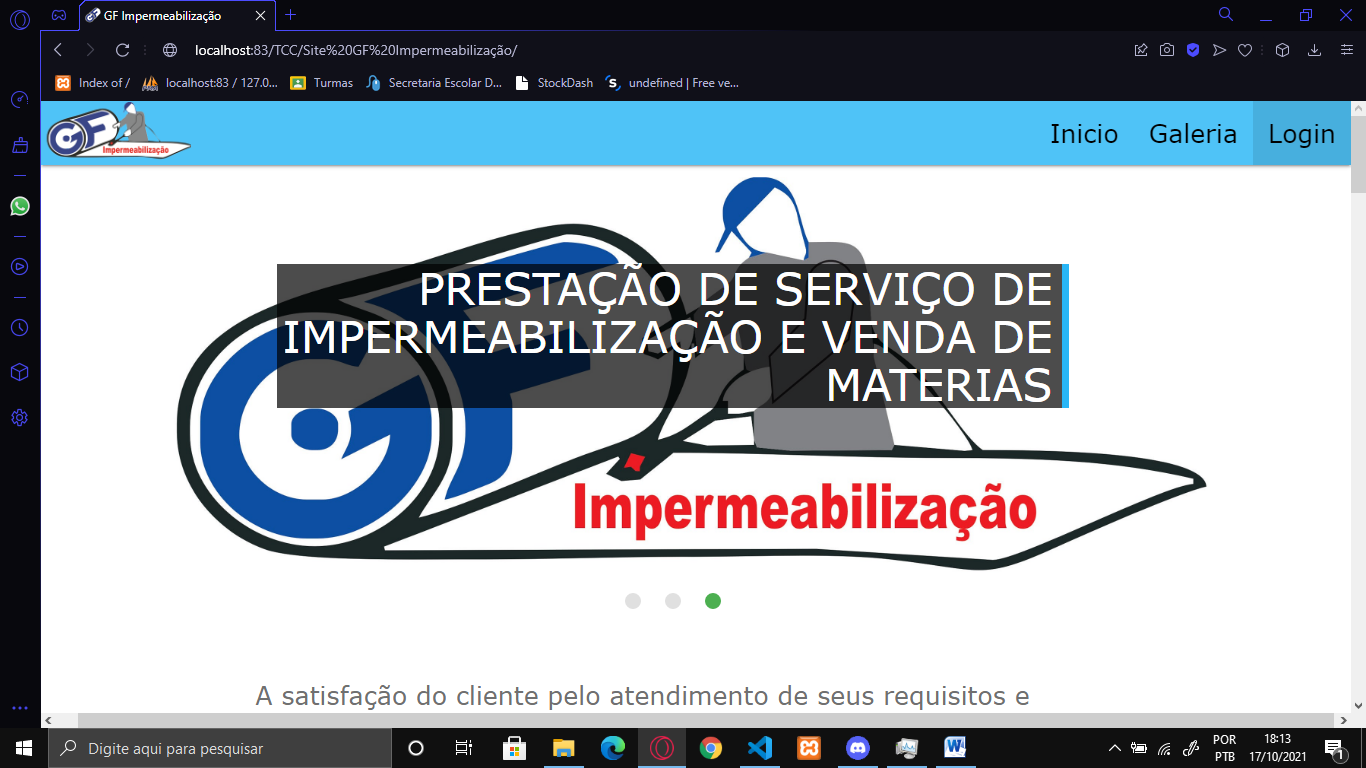 GF Impermeabilização
localhost:83/TCC/Site%20GF%20Impermeabilização/
Index of /
localhost:83 / 127.0...
Turmas
Secretaria Escolar D...
StockDash
undefined | Free ve...
GF
Impermeabilização
Inicio
Galeria
Login
PRESTAÇÃO DE SERVIÇO DE
IMPERMEABILIZAÇÃO E VENDA DE
MATERIAS
GF
Impermeabilização
A satisfação do cliente pelo atendimento de seus requisitos e
Digite aqui para pesquisar
POR
PTB
18:13
17/10/2021
1